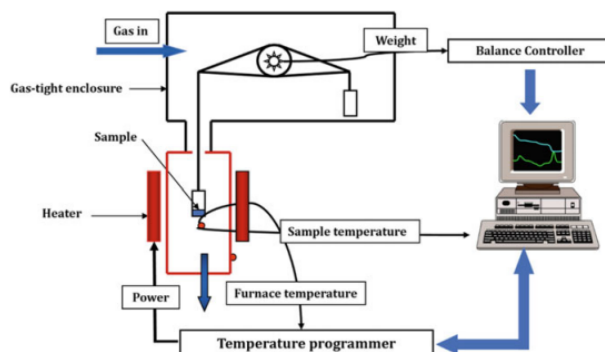 Gas in
Weight
Balance Controller
Gas-tight enclosure
Sample
Heater
Sample temperature
Furnace temperature
Power
Temperature programmer